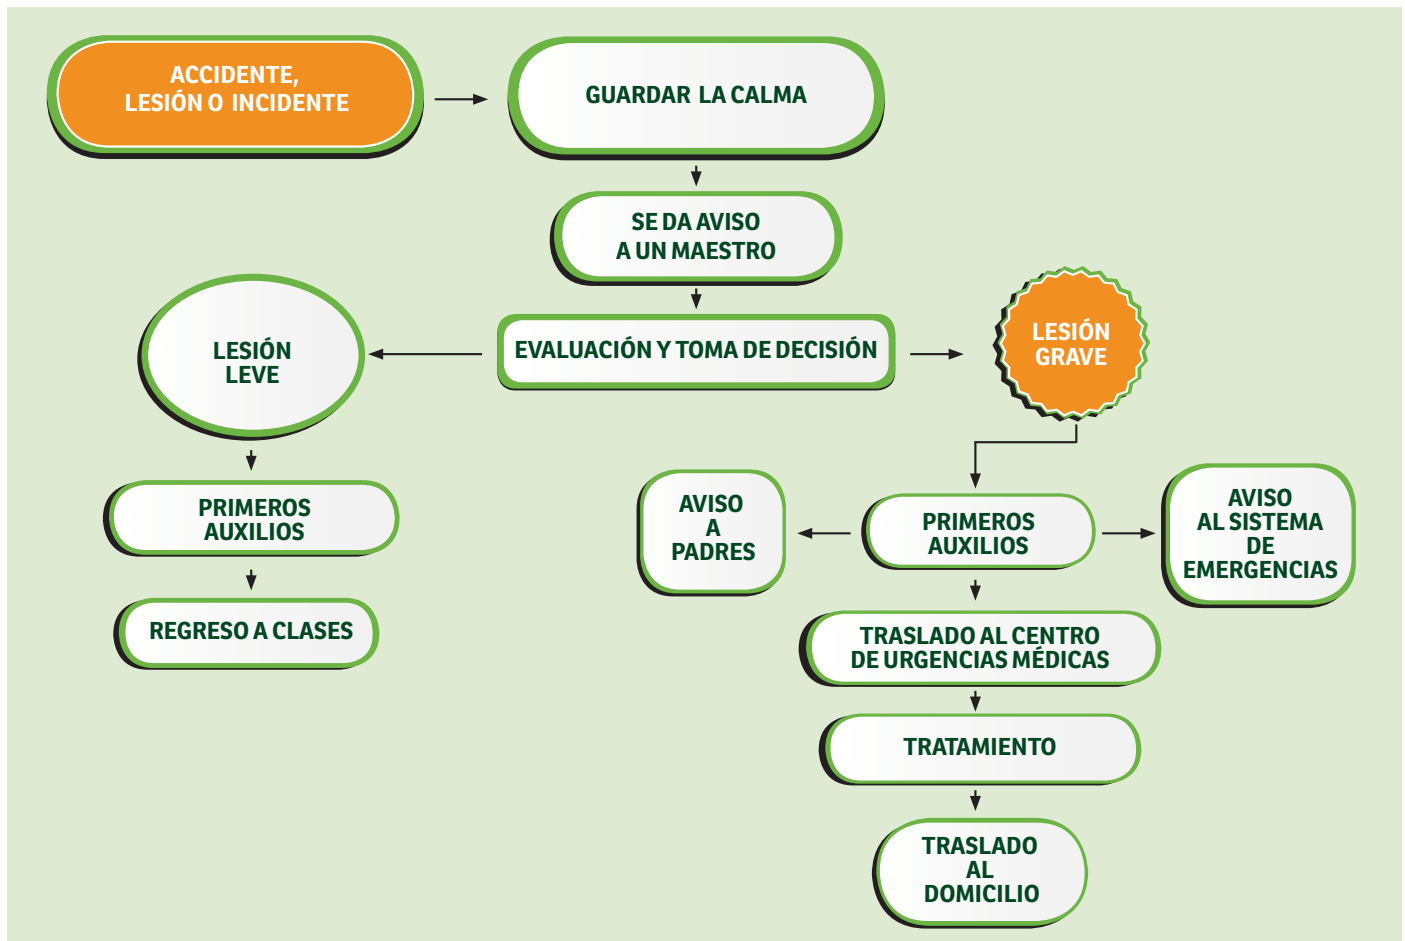 ACCIDENTE,
LESIÓN O INCIDENTE
GUARDAR LA CALMA
SE DA AVISO
A UN MAESTRO
EVALUACIÓN Y TOMA DE DECISIÓN
LESIÓN
LEVE
PRIMEROS
AUXILIOS
REGRESO A CLASES
LESIÓN
GRAVE
AVISO
A
PADRES
PRIMEROS
AUXILIOS
AVISO
AL SISTEMA
DE
EMERGENCIAS
TRASLADO AL CENTRO
DE URGENCIAS MÉDICAS
TRATAMIENTO
TRASLADO
AL
DOMICILIO